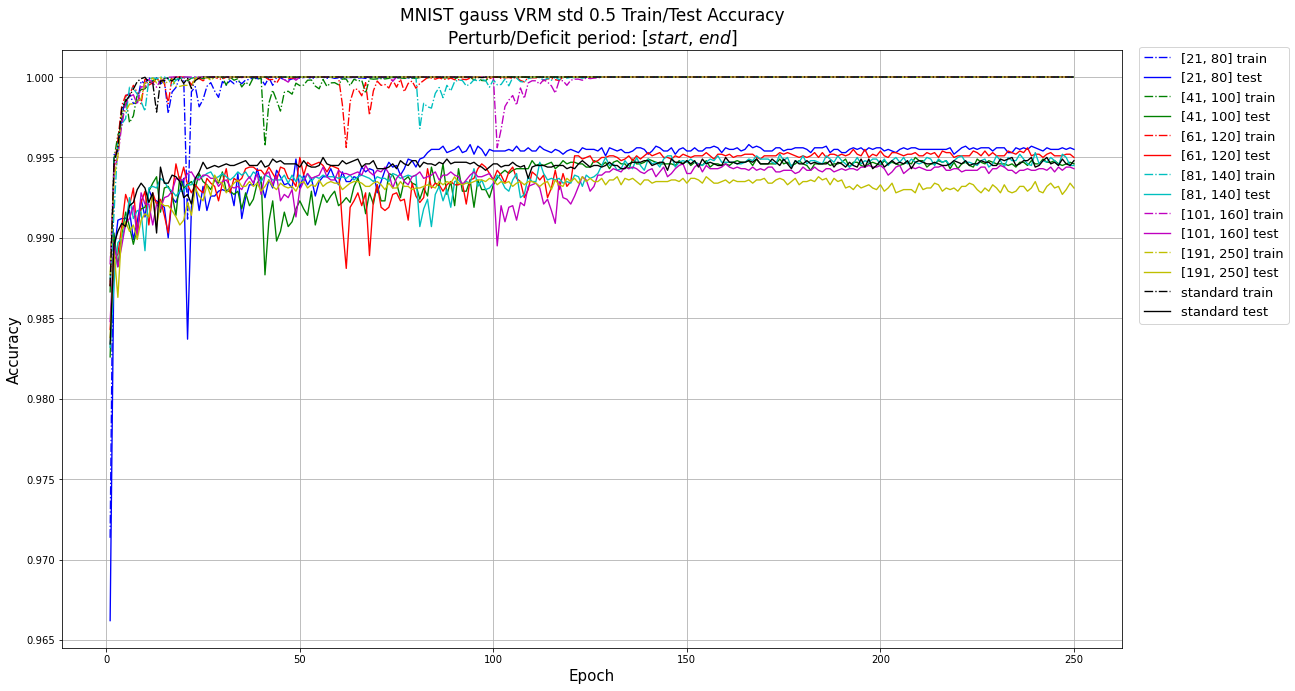 MNIST gauss VRM std 0.5 Train/Test Accuracy
Perturb/Deficit period: [start, end]
1.000
0.995
0.990
0.985
0.980
0.975
0.970
0.965
Accuracy
0
50
100
150
200
250
Epoch
[21, 80] train
[21, 80] test
[41, 100] train
[41, 100] test
[61, 120] train
[61, 120] test
[81, 140] train
[81, 140] test
[101, 160] train
[101, 160] test
[191, 250] train
[191, 250] test
standard train
standard test